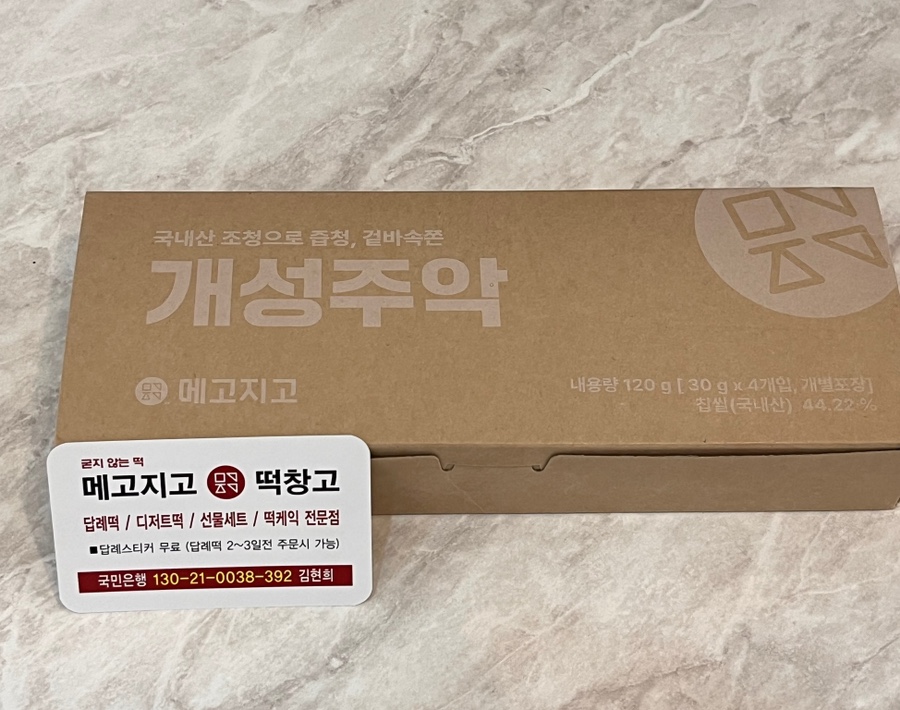 국내산 조청으로 즙청, 겉바속쫀
개성주악
메고지고
내용량 120 g [ 30 g x 4개입, 개별포장]
찹쌀(국내산) 44.22 %
굳지 않는 떡
메고지고 떡창고
답례떡 / 디저트떡 / 선물세트 / 떡케익 전문점
■답례스티커 무료 (답례떡 2~3일전 주문시 가능)
국민은행 130-21-0038-392 김현희